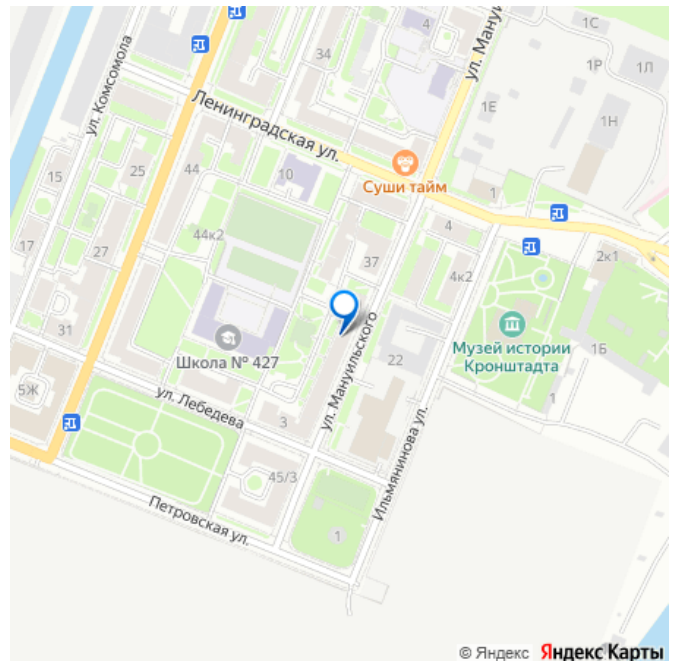 4
1С
ул. Мануи
34
1Р
1Л
ул. Комсомола
1Е
Ленинградская ул.
1Н
15
25
44
10
Суши тайм
1
4
17
44к2
27
37
4к2
2к1
31
Музей истории
Кронштадта
1Б
Школа № 427
ул. Мануильского
22
5Ж
ул. Лебедева
3
1
Ильмянинова ул.
45/3
Петровская ул.
1
© Яндекс Яндекс Карты